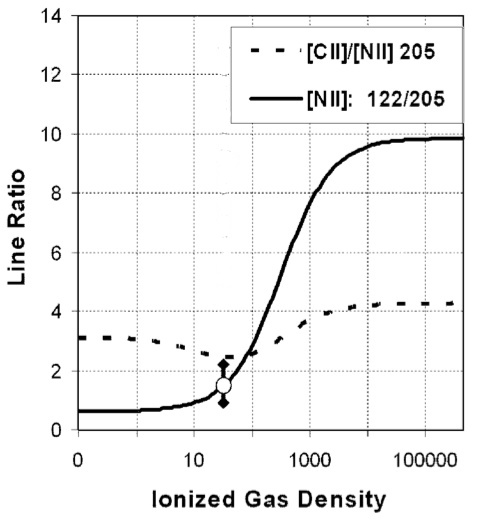 14
12
10
8
6
4
2
0
Line Ratio
[CII]/[NII] 205
[NII]: 122/205
0 10 1000 100000
Ionized Gas Density